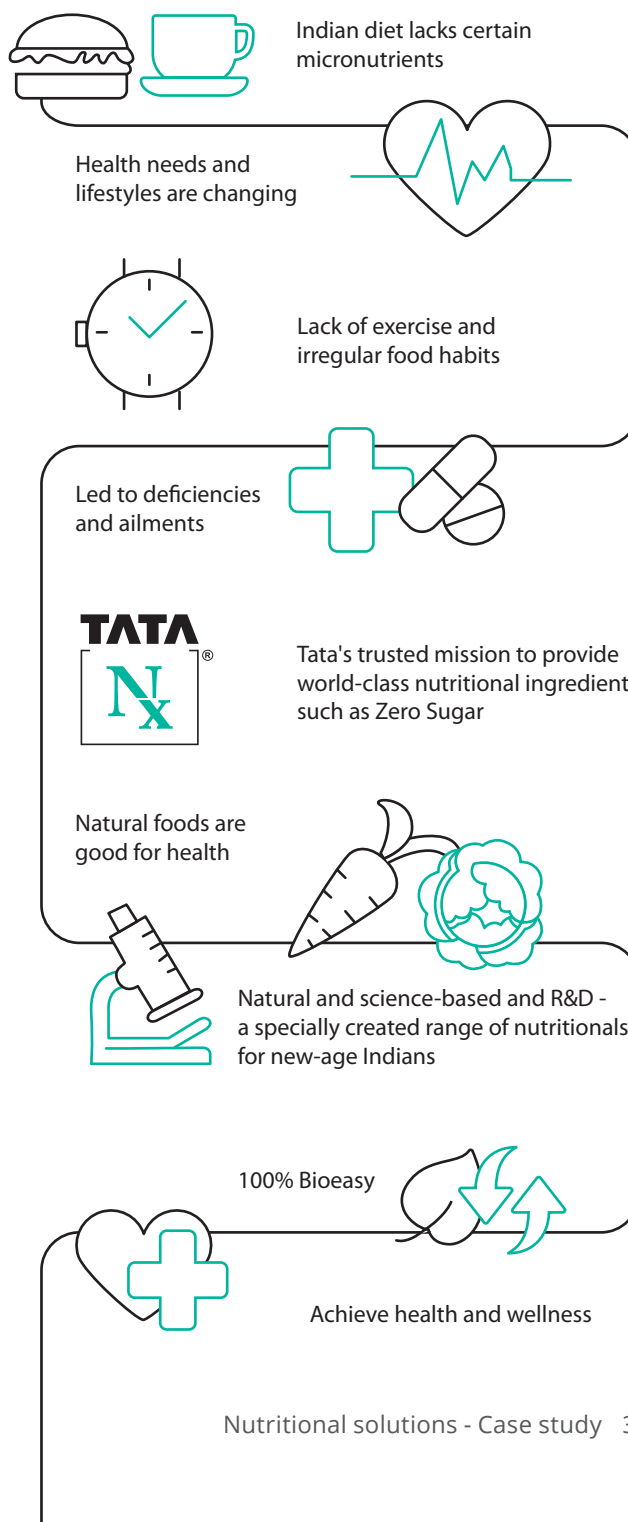 Indian diet lacks certain
micronutrients
Health needs and
lifestyles are changing
Lack of exercise and
irregular food habits
Led to deficiencies
and ailments
TATA
Nx
®
Tata's trusted mission to provide
world-class nutritional ingredient
such as Zero Sugar
Natural foods are
good for health
Natural and science-based and R&D -
a specially created range of nutritionals
for new-age Indians
100% Bioeasy
Achieve health and wellness
Nutritional solutions - Case study 3